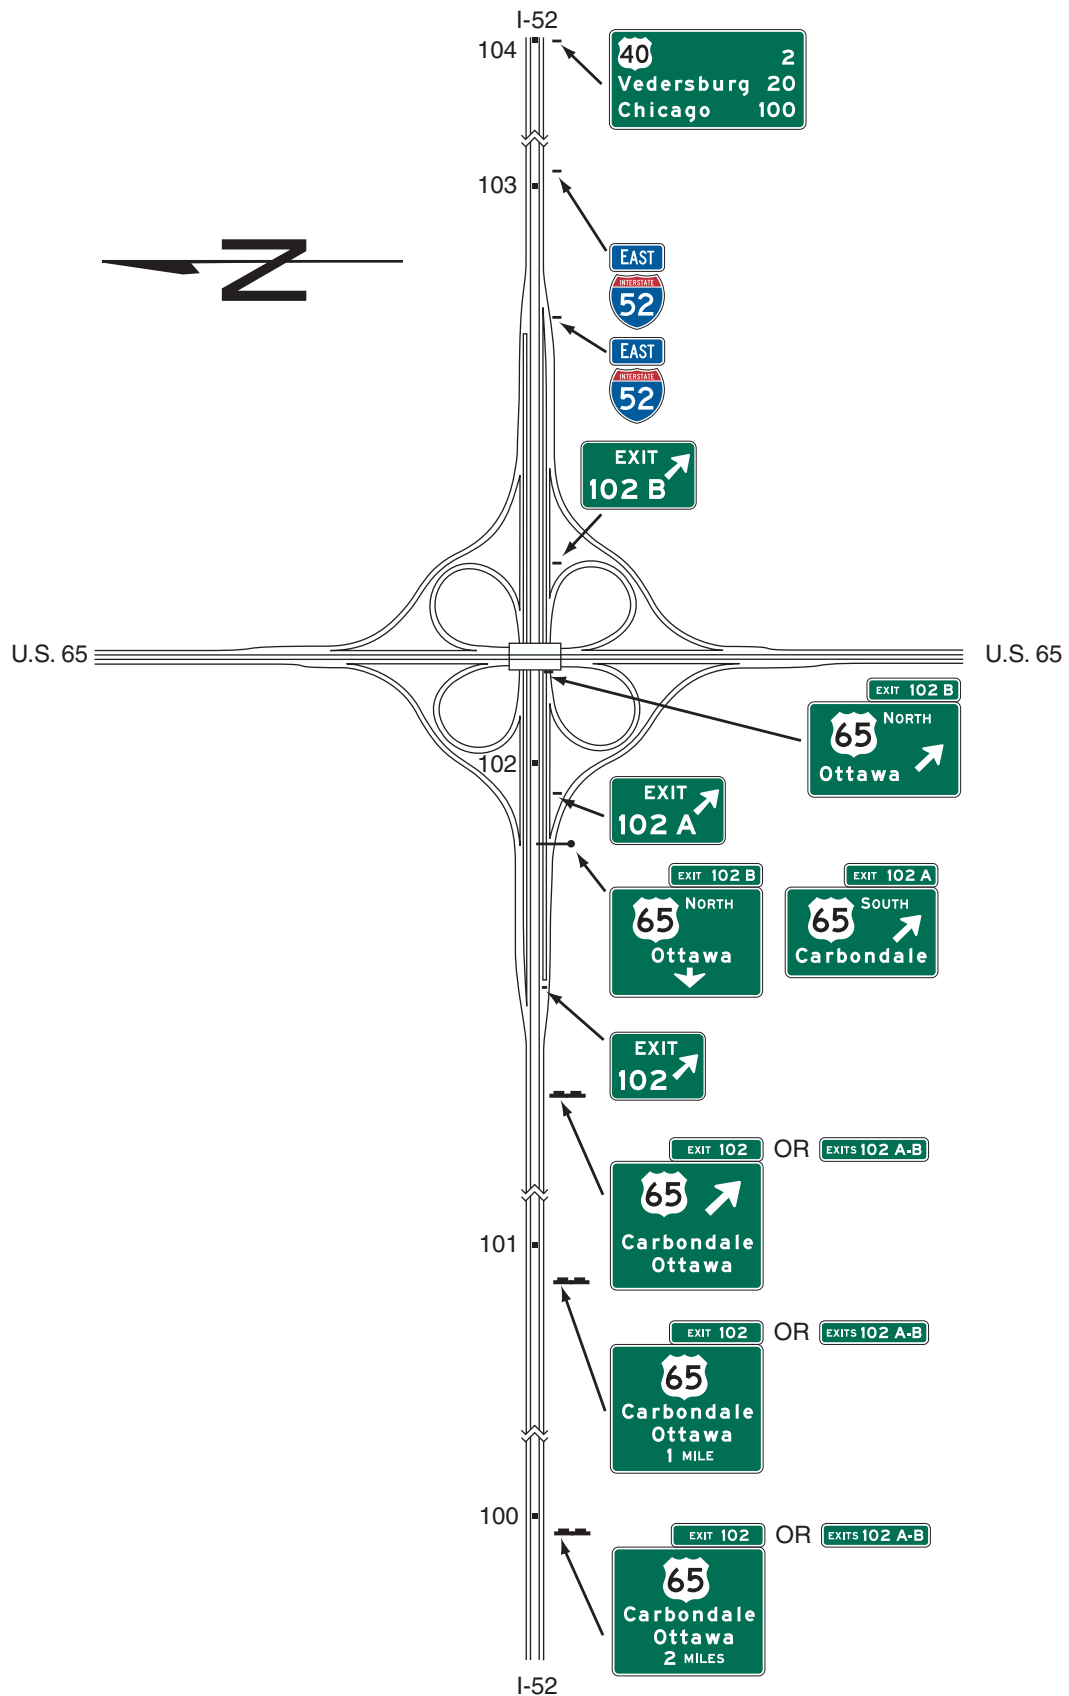 I-52
104
40 2
Vedersburg 20
Chicago 100
103
N
EAST
INTERSTATE
52
EAST
INTERSTATE
52
EXIT
102 B
U.S. 65
U.S. 65
EXIT 102 B
65 NORTH
Ottawa
102
EXIT
102 A
EXIT 102 B
65 NORTH
Ottawa
EXIT 102 A
65 SOUTH
Carbondale
EXIT
102
EXIT 102 OR EXITS 102 A-B
65
Carbondale
Ottawa
101
EXIT 102 OR EXITS 102 A-B
65
Carbondale
Ottawa
1 MILE
100
EXIT 102 OR EXITS 102 A-B
65
Carbondale
Ottawa
2 MILES
I-52